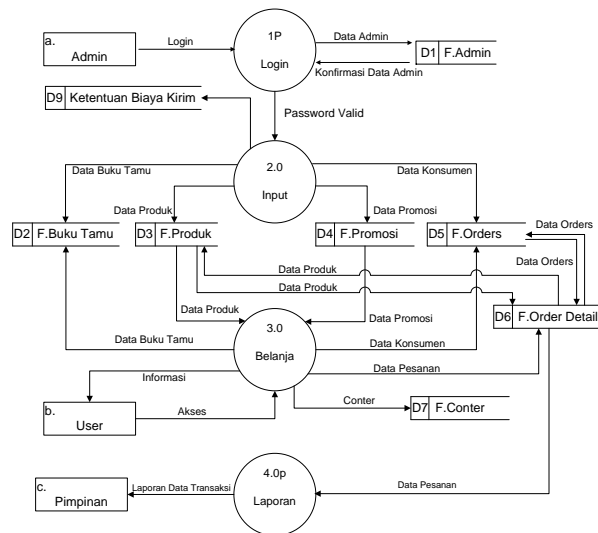 a.
Admin
Login
1P
Login
Data Admin
D1 F.Admin
Konfirmasi Data Admin
D9 Ketentuan Biaya Kirim
Password Valid
2.0
Input
Data Buku Tamu
Data Konsumen
Data Produk
Data Promosi
D2 F.Buku Tamu
D3 F.Produk
D4 F.Promosi
D5 F.Orders
Data Orders
Data Orders
Data Produk
Data Produk
Data Produk
Data Promosi
D6 F.Order Detail
3.0
Belanja
Data Buku Tamu
Data Konsumen
Data Pesanan
Informasi
b.
User
Akses
Conter
D7 F.Conter
4.0p
Laporan
c.
Pimpinan
Laporan Data Transaksi
Data Pesanan